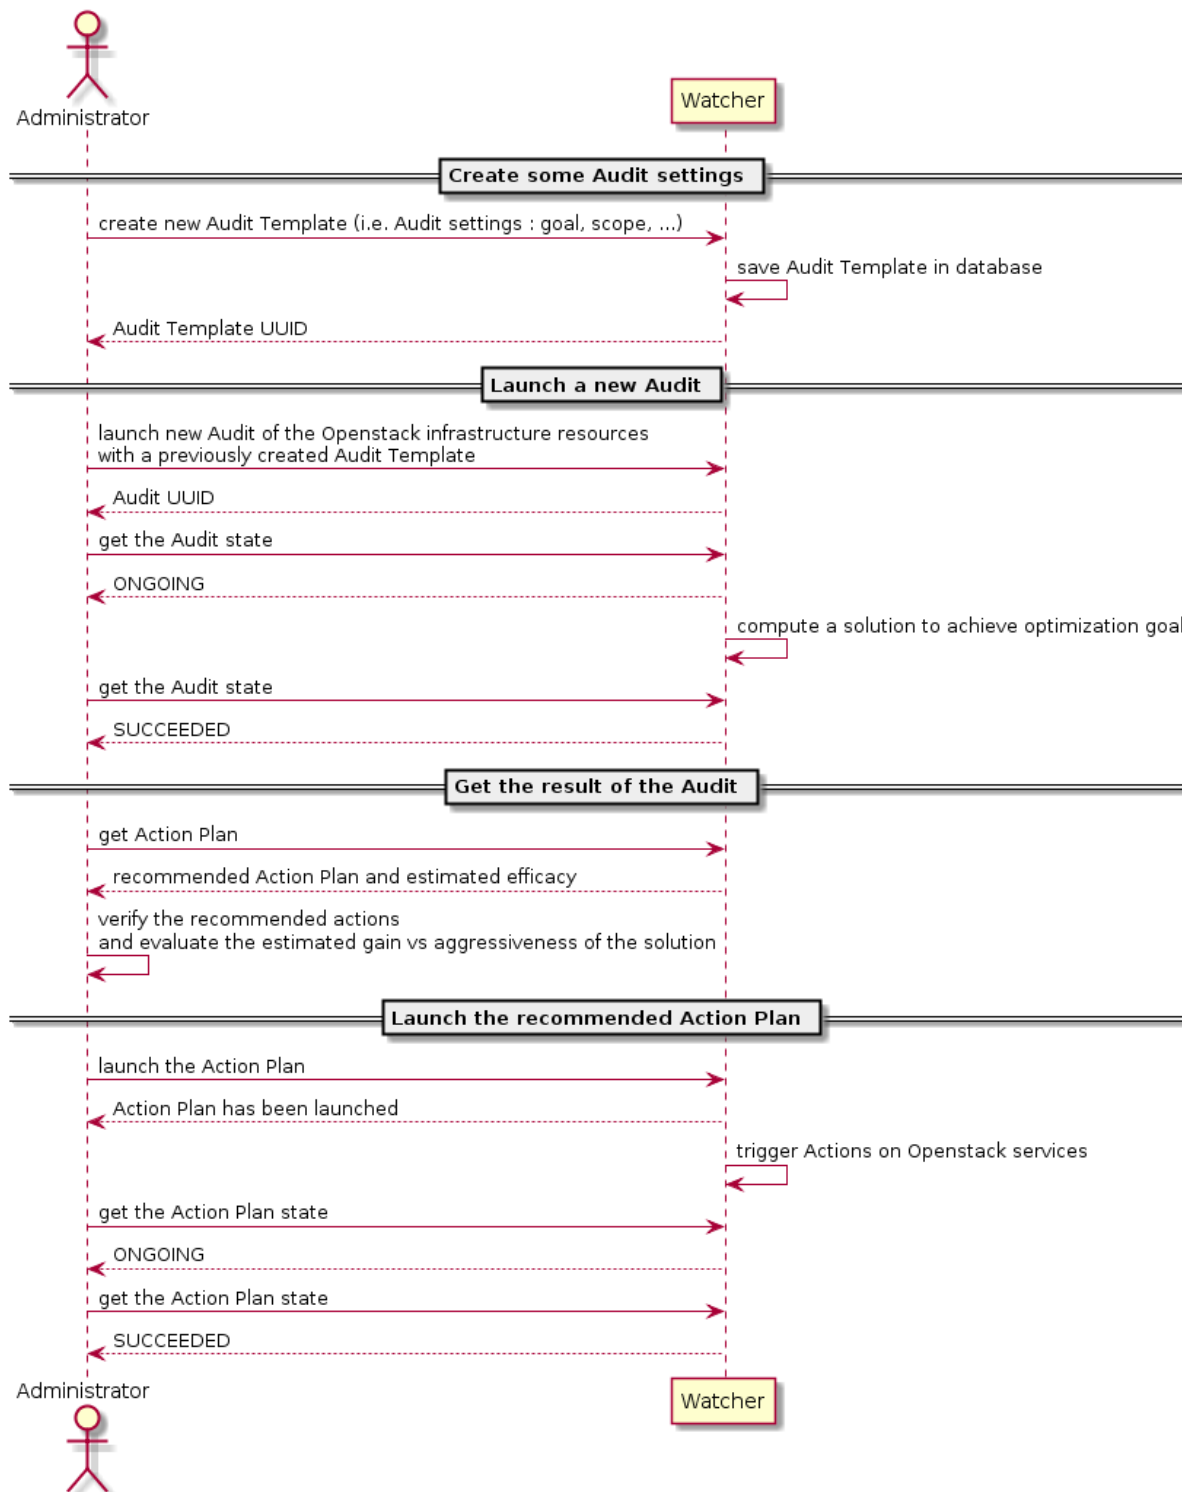 Administrator
Watcher
Create some Audit settings
create new Audit Template (i.e. Audit settings : goal, scope, ...)
save Audit Template in database
Audit Template UUID
Launch a new Audit
launch new Audit of the Openstack infrastructure resources
with a previously created Audit Template
Audit UUID
get the Audit state
ONGOING
compute a solution to achieve optimization goal
get the Audit state
SUCCEEDED
Get the result of the Audit
get Action Plan
recommended Action Plan and estimated efficacy
verify the recommended actions
and evaluate the estimated gain vs aggressiveness of the solution
Launch the recommended Action Plan
launch the Action Plan
Action Plan has been launched
trigger Actions on Openstack services
get the Action Plan state
ONGOING
get the Action Plan state
SUCCEEDED
Administrator
Watcher